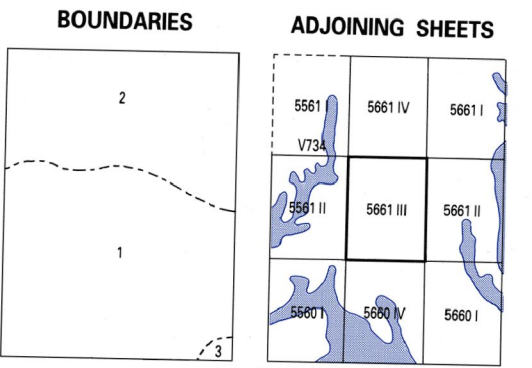 BOUNDARIES
2
1
3
ADJOINING SHEETS
5561 I
5661 IV
5661 I
V734
5561 II
5661 III
5661 II
5560 I
5660 IV
5660 I